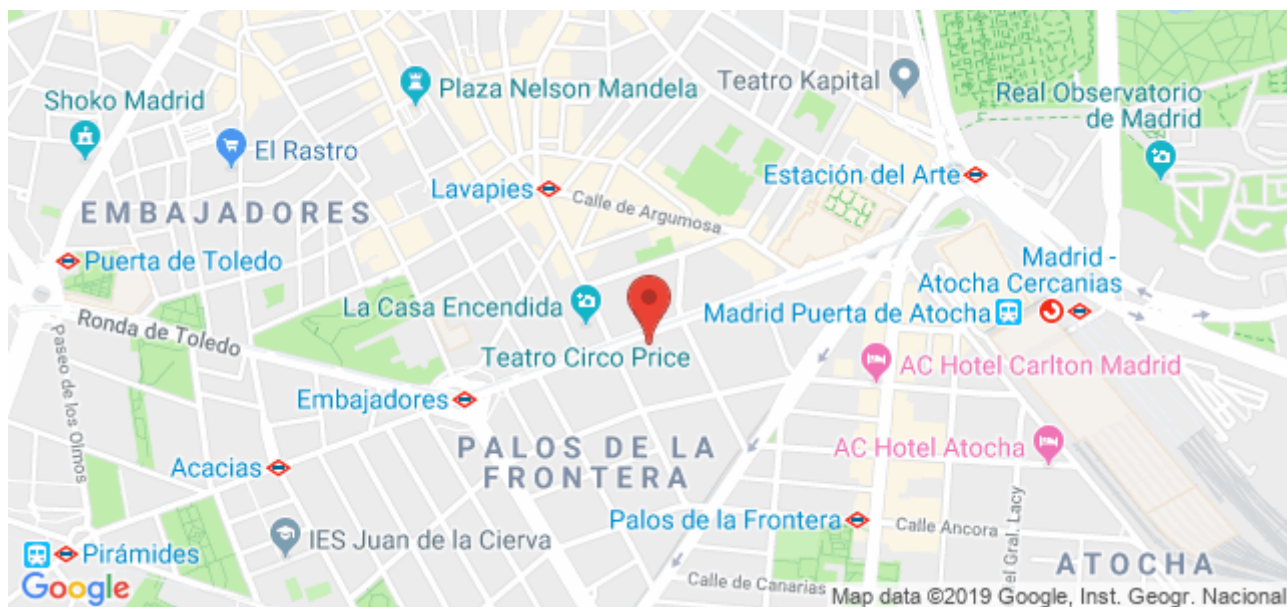 Shoko Madrid
El Rastro
Plaza Nelson Mandela
Teatro Kapital
Real Observatorio
de Madrid
Lavapies
Calle de Argumosa
Estación del Arte
EMBAJADORES
Puerta de Toledo
Ronda de Toledo
Paseo de los Olmos
La Casa Encendida
Teatro Circo Price
Madrid -
Atocha Cercanias
Madrid Puerta de Atocha
AC Hotel Carlton Madrid
Embajadores
PALOS DE LA
FRONTERA
AC Hotel Atocha
Acacias
IES Juan de la Cierva
Palos de la Frontera
Calle Ancora
el Gral. Lacy
Pirámides
ATOCHA
Calle de Canarias
Google
Map data ©2019 Google, Inst. Geogr. Nacional